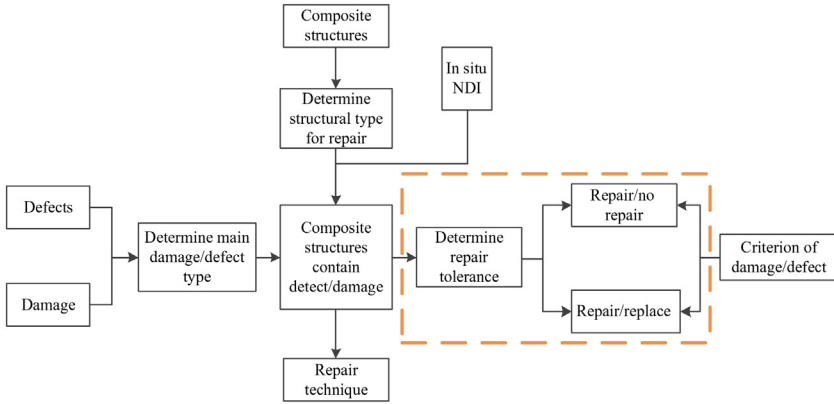 Composite
structures
In situ
NDI
Determine
structural type
for repair
Defects
Damage
Determine main
damage/defect
type
Composite
structures
contain
detect/damage
Determine
repair
tolerance
Repair/no
repair
Repair/replace
Criterion of
damage/defect
Repair
technique